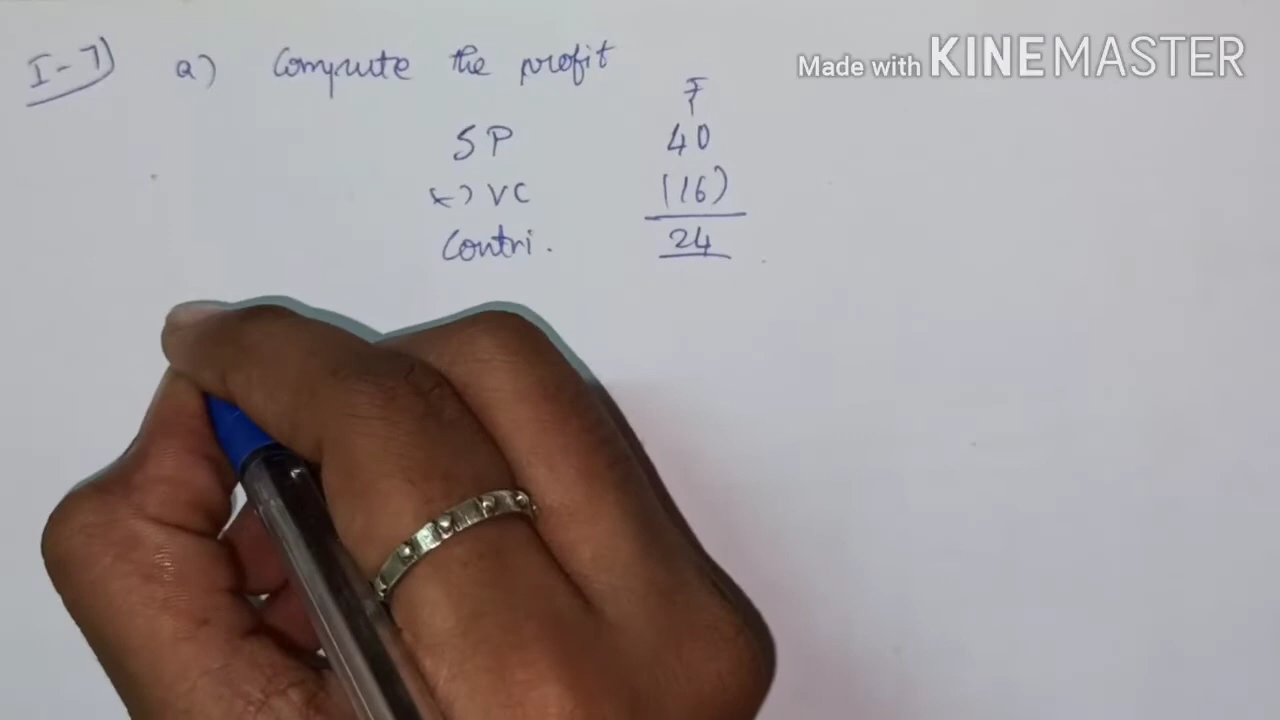 I-7) a) Compute the profit
Made with KINEMASTER
₹
SP 40
(-) VC (16)
Contri. 24